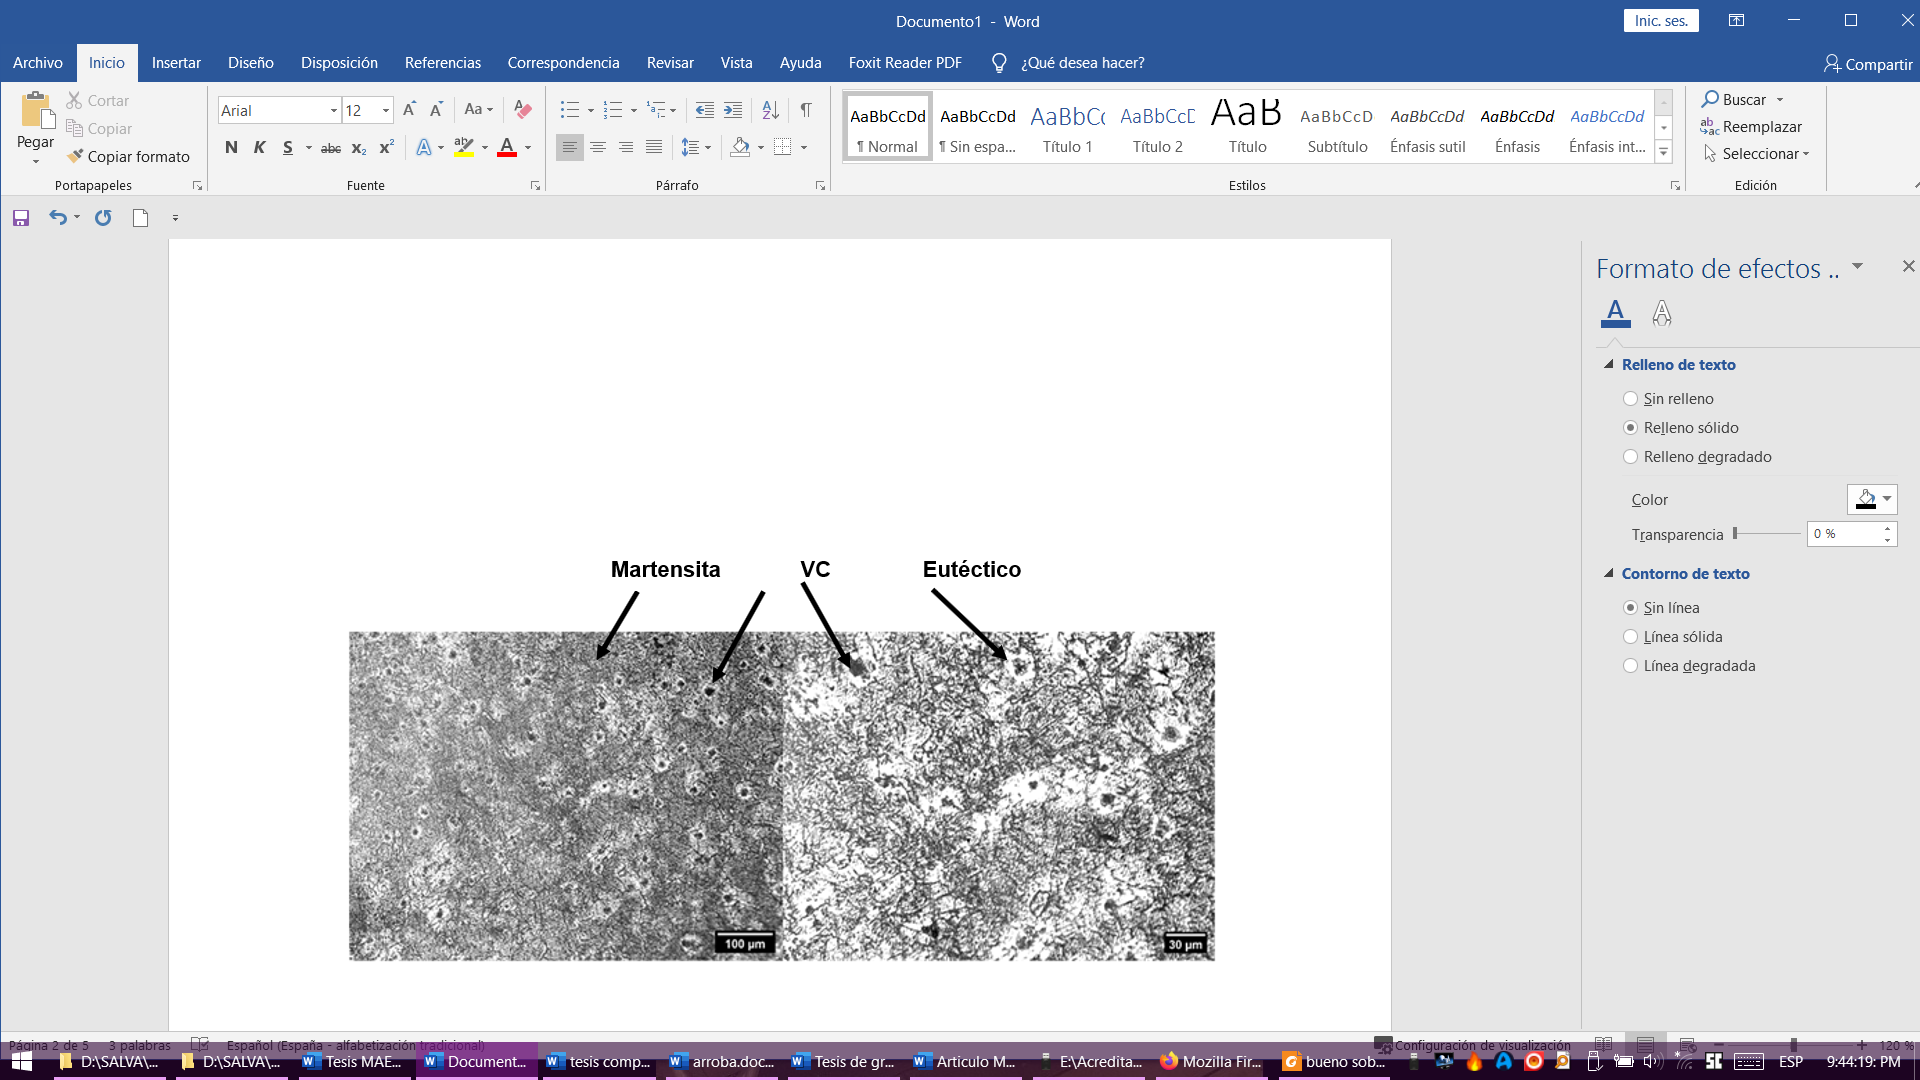 Documento1 - Word
Inic. ses.
Archivo Inicio Insertar Diseño Disposición Referencias Correspondencia Revisar Vista Ayuda Foxit Reader PDF ¿Qué desea hacer? Compartir
Pegar
Cortar
Copiar
Copiar formato
Portapapeles
Arial 12 Aa
N K S abc x₂ x² A ab A
Fuente
Párrafo
AaBbCcDd AaBbCcDd AaBbCc AaBbCcD AaB AaBbCcD AaBbCcDd AaBbCcDd AaBbCcDd
¶ Normal ¶ Sin espa... Título 1 Título 2 Título Subtítulo Énfasis sutil Énfasis Énfasis int...
Estilos
Buscar
Reemplazar
Seleccionar
Edición
Formato de efectos ..
Relleno de texto
Sin relleno
Relleno sólido
Relleno degradado
Color
Transparencia 0 %
Contorno de texto
Sin línea
Línea sólida
Línea degradada
Martensita VC Eutéctico
100 µm
30 µm
Página 2 de 5 3 palabras Español (España - alfabetización tradicional) Configuración de visualización 120 %
D:\SALVA\... D:\SALVA\... Tesis MAE... Document... tesis comp... arroba.doc... Tesis de gr... Articulo M... E:\Acredita... Mozilla Fir... bueno sob... ESP 9:44:19: PM